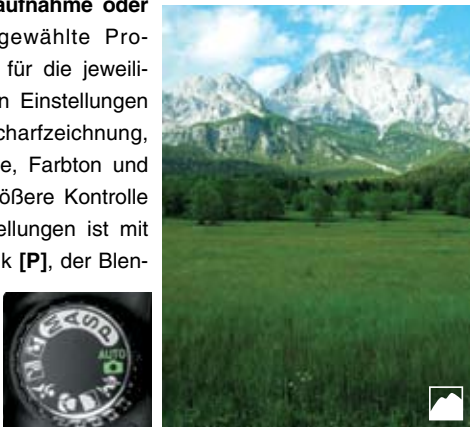 aufnahme oder
gewählte Pro-
für die jeweili-
n Einstellungen
charfzeichnung,
e, Farbton und
ößere Kontrolle
ellungen ist mit
k [P], der Blen-
M A S P
AUTO